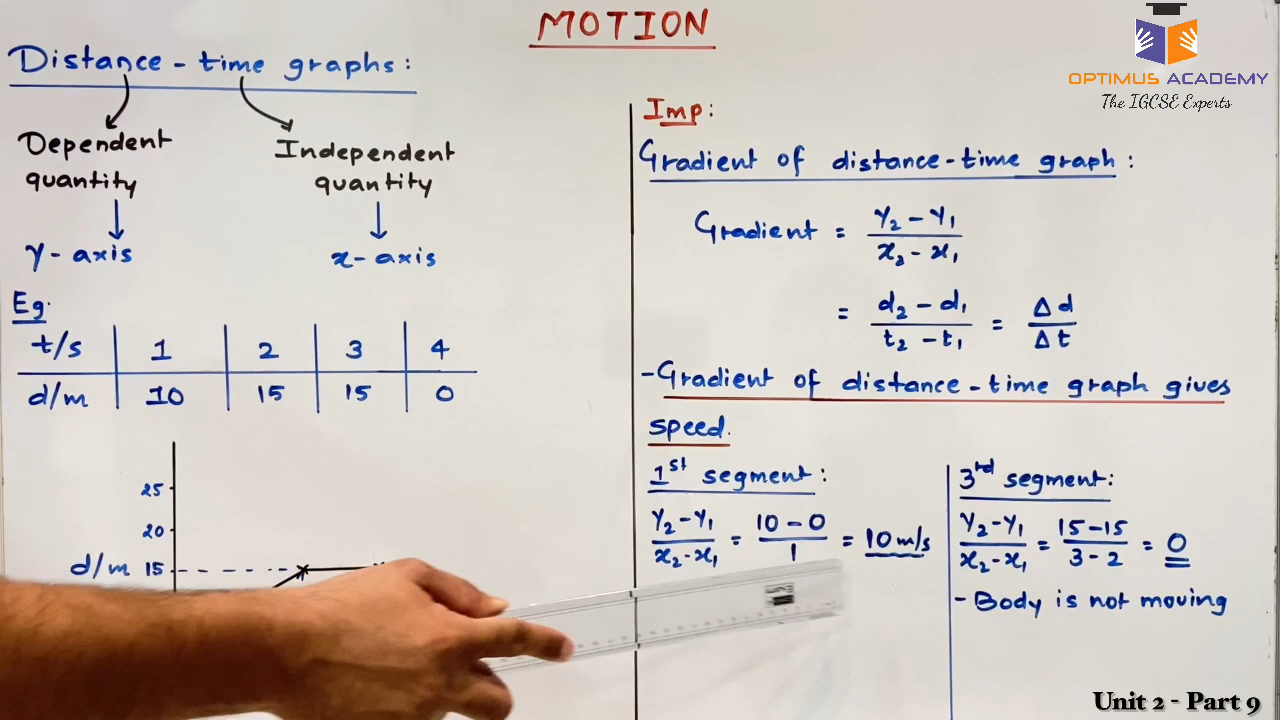 MOTION
OPTIMUS ACADEMY
The IGCSE Experts
Distance - time graphs :
Dependent quantity
Independent quantity
y - axis
x - axis
Eg.
t/s 1 2 3 4
d/m 10 15 15 0
25
20
d/m 15
Imp :
Gradient of distance - time graph :
Gradient = (Y₂ - Y₁)/(x₂ - x₁)
= (d₂ - d₁)/(t₂ - t₁) = Δd/Δt
- Gradient of distance - time graph gives
speed.
1st segment :
(Y₂ - Y₁)/(x₂ - x₁) = (10 - 0)/1 = 10 m/s
3rd segment :
(Y₂ - Y₁)/(x₂ - x₁) = (15 - 15)/(3 - 2) = 0
- Body is not moving
Unit 2 - Part 9